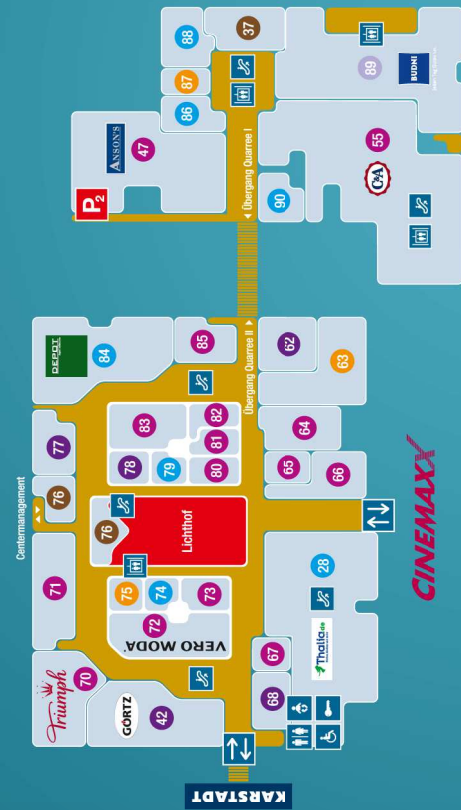 Centermanagement
Triumph
70
71
76
77
DEPOT
84
P2
ANSON'S
47
86
87
88
37
GÖRTZ
42
72
VERO MODA
73
74
75
76
Lichthof
78
79
80
81
82
83
85
Übergang Quarree II
Übergang Quarree I
KARSTADT
68
67
Thalia.de
28
65
66
64
62
63
90
C&A
55
89
BUDNI
CINEMAXX